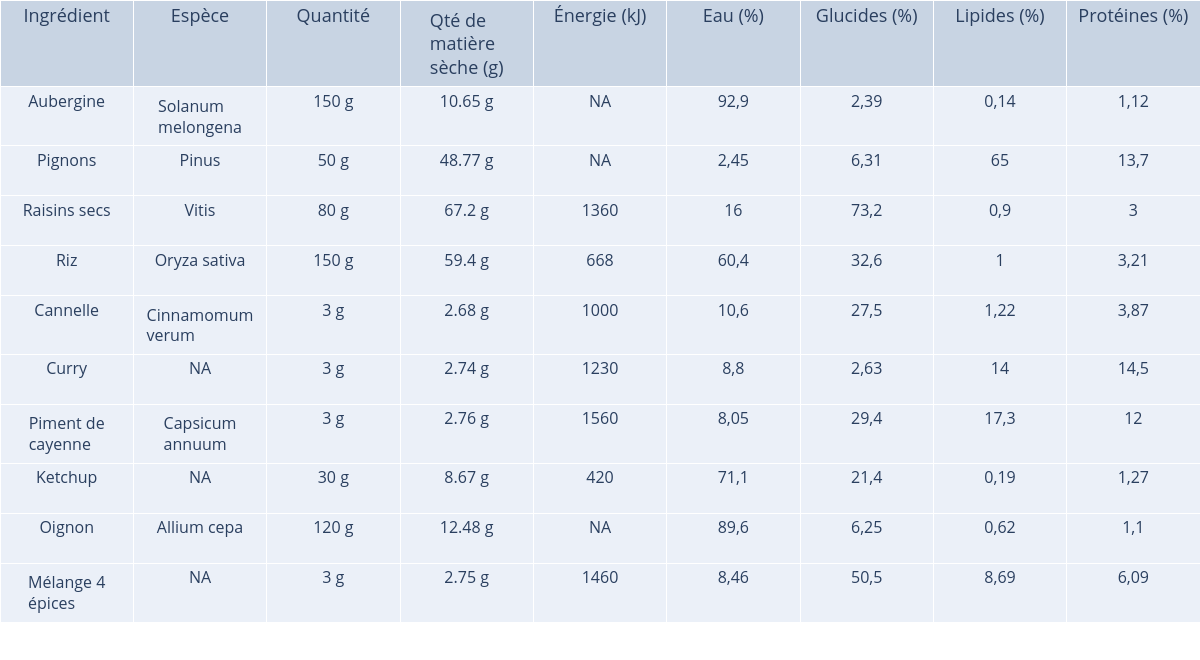 Ingrédient Espèce Quantité Qté de matière sèche (g) Énergie (kJ) Eau (%) Glucides (%) Lipides (%) Protéines (%)
Aubergine Solanum melongena 150 g 10.65 g NA 92,9 2,39 0,14 1,12
Pignons Pinus 50 g 48.77 g NA 2,45 6,31 65 13,7
Raisins secs Vitis 80 g 67.2 g 1360 16 73,2 0,9 3
Riz Oryza sativa 150 g 59.4 g 668 60,4 32,6 1 3,21
Cannelle Cinnamomum verum 3 g 2.68 g 1000 10,6 27,5 1,22 3,87
Curry NA 3 g 2.74 g 1230 8,8 2,63 14 14,5
Piment de cayenne Capsicum annuum 3 g 2.76 g 1560 8,05 29,4 17,3 12
Ketchup NA 30 g 8.67 g 420 71,1 21,4 0,19 1,27
Oignon Allium cepa 120 g 12.48 g NA 89,6 6,25 0,62 1,1
Mélange 4 épices NA 3 g 2.75 g 1460 8,46 50,5 8,69 6,09